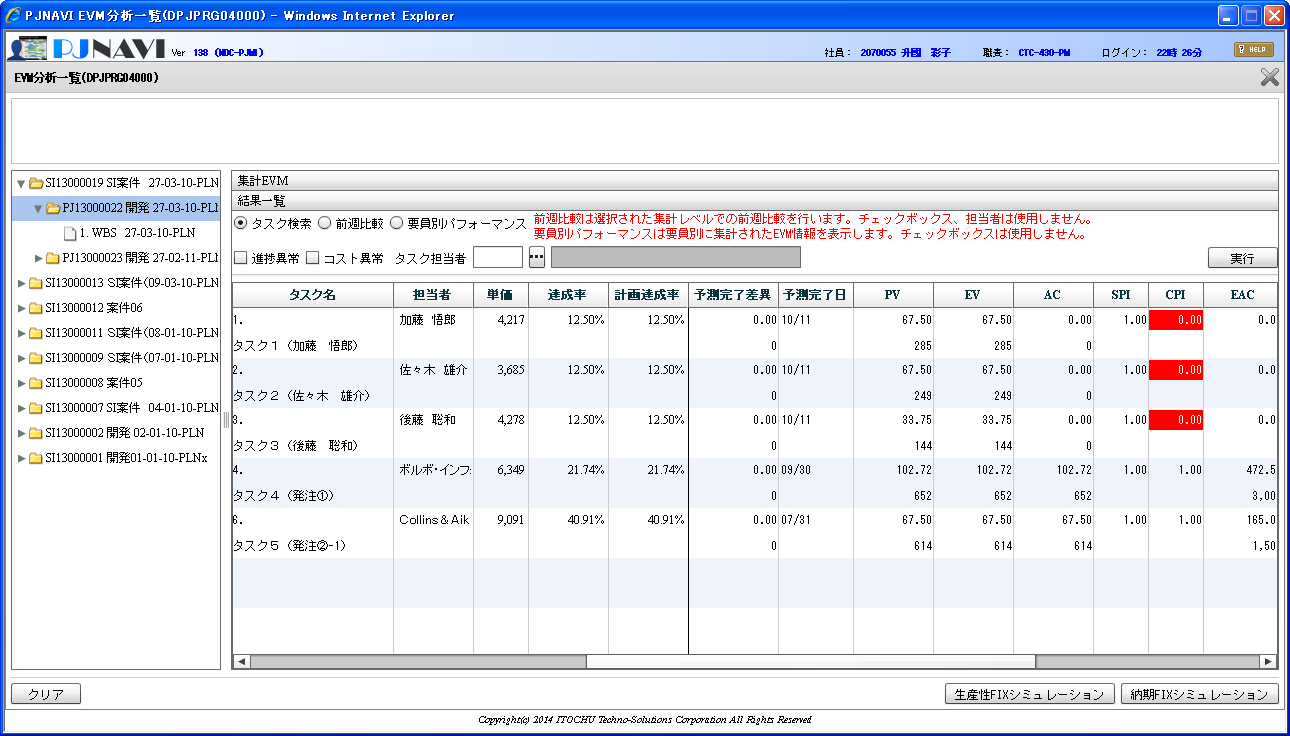 PJNAVI EVM分析一覧(DPJPRG04000) - Windows Internet Explorer
PJNAVI Ver 138 (NDC-PJMI) 社員: 2070055 升國 彩子 職責: CTC-430-PM ログイン: 22時 26分 HELP
EVM分析一覧(DPJPRG04000)
SI13000019 SI案件 27-03-10-PLN
PJ13000022 開発 27-03-10-PLN
1. WBS 27-03-10-PLN
PJ13000023 開発 27-02-11-PLN
SI13000013 SI案件(09-03-10-PLN
SI13000012 案件06
SI13000011 SI案件(08-01-10-PLN
SI13000009 SI案件(07-01-10-PLN
SI13000008 案件05
SI13000007 SI案件 04-01-10-PLN
SI13000002 開発 02-01-10-PLN
SI13000001 開発01-01-10-PLNx
集計EVM
結果一覧
タスク検索 前週比較 要員別パフォーマンス
前週比較は選択された集計レベルでの前週比較を行います。チェックボックス、担当者は使用しません。
要員別パフォーマンスは要員別に集計されたEVM情報を表示します。チェックボックスは使用しません。
進捗異常 コスト異常 タスク担当者 ... 実行
タスク名 担当者 単価 達成率 計画達成率 予測完了差異 予測完了日 PV EV AC SPI CPI EAC
1. 加藤 悟郎 4,217 12.50% 12.50% 0.00 10/11 67.50 67.50 0.00 1.00 0.00 0.0
タスク1(加藤 悟郎) 0 285 285 0
2. 佐々木 雄介 3,685 12.50% 12.50% 0.00 10/11 67.50 67.50 0.00 1.00 0.00 0.0
タスク2(佐々木 雄介) 0 249 249 0
3. 後藤 聡和 4,278 12.50% 12.50% 0.00 10/11 33.75 33.75 0.00 1.00 0.00 0.0
タスク3(後藤 聡和) 0 144 144 0
4. ボルボ・インフ 6,349 21.74% 21.74% 0.00 09/30 102.72 102.72 102.72 1.00 1.00 472.5
タスク4(発注①) 0 652 652 652 3,00
6. Collins & Aik 9,091 40.91% 40.91% 0.00 07/31 67.50 67.50 67.50 1.00 1.00 165.0
タスク5(発注②-1) 0 614 614 614 1,50
クリア 生産性FIXシミュレーション 納期FIXシミュレーション
Copyright(c) 2014 ITOCHU Techno-Solutions Corporation All Rights Reserved